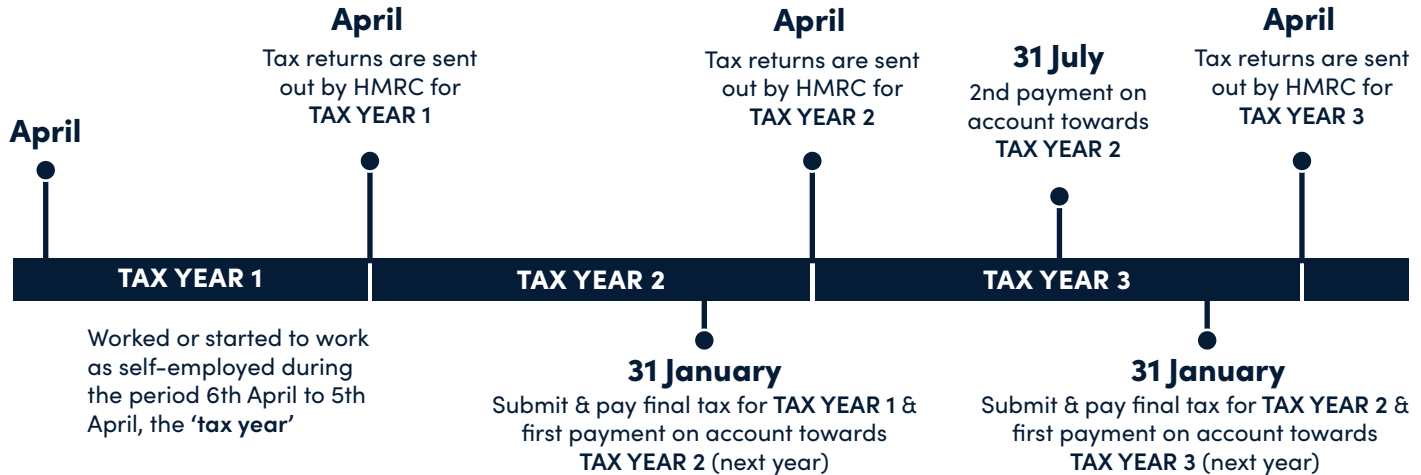 April
April
Tax returns are sent
out by HMRC for
TAX YEAR 1
April
Tax returns are sent
out by HMRC for
TAX YEAR 2
31 July
2nd payment on
account towards
TAX YEAR 2
April
Tax returns are sent
out by HMRC for
TAX YEAR 3
TAX YEAR 1
TAX YEAR 2
TAX YEAR 3
Worked or started to work
as self-employed during
the period 6th April to 5th
April, the ‘tax year’
31 January
Submit & pay final tax for TAX YEAR 1 &
first payment on account towards
TAX YEAR 2 (next year)
31 January
Submit & pay final tax for TAX YEAR 2 &
first payment on account towards
TAX YEAR 3 (next year)